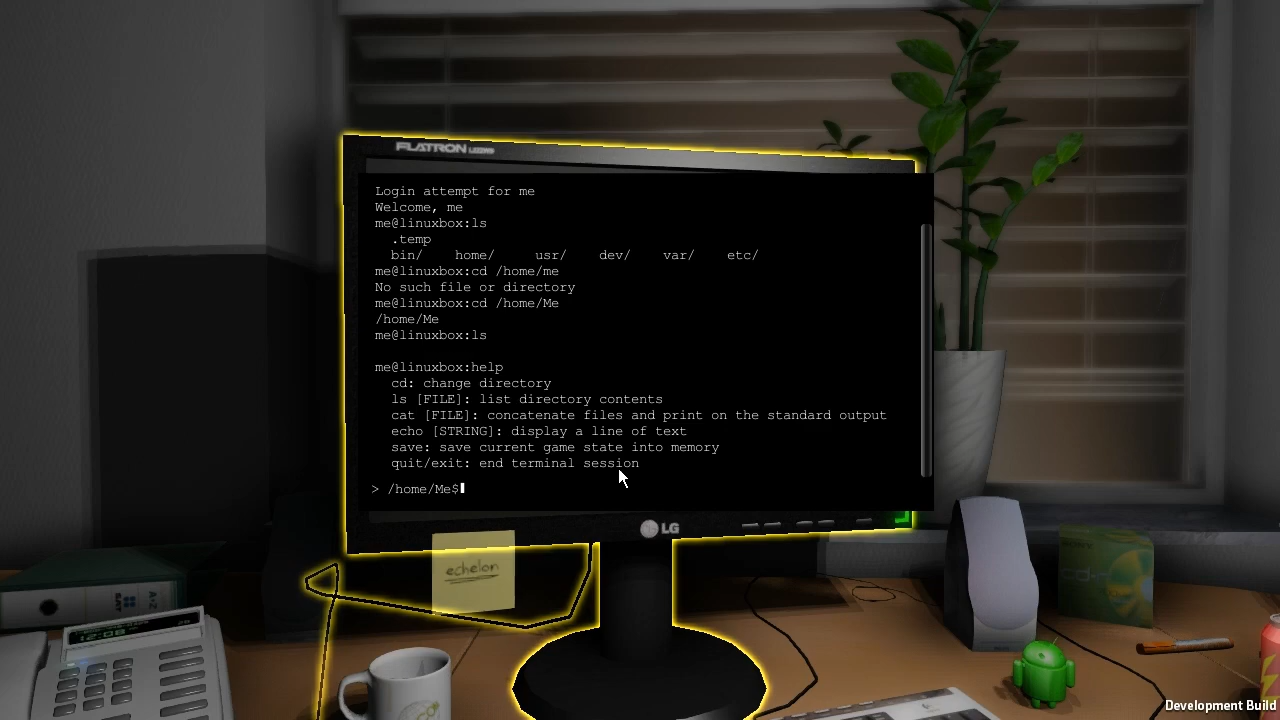 FLATRON
Login attempt for me
Welcome, me
me@linuxbox:ls
.temp
bin/ home/ usr/ dev/ var/ etc/
me@linuxbox:cd /home/me
No such file or directory
me@linuxbox:cd /home/Me
/home/Me
me@linuxbox:ls
me@linuxbox:help
cd: change directory
ls [FILE]: list directory contents
cat [FILE]: concatenate files and print on the standard output
echo [STRING]: display a line of text
save: save current game state into memory
quit/exit: end terminal session
> /home/Me$
LG
echelon
SAT
A-Z
12:08
Development Build